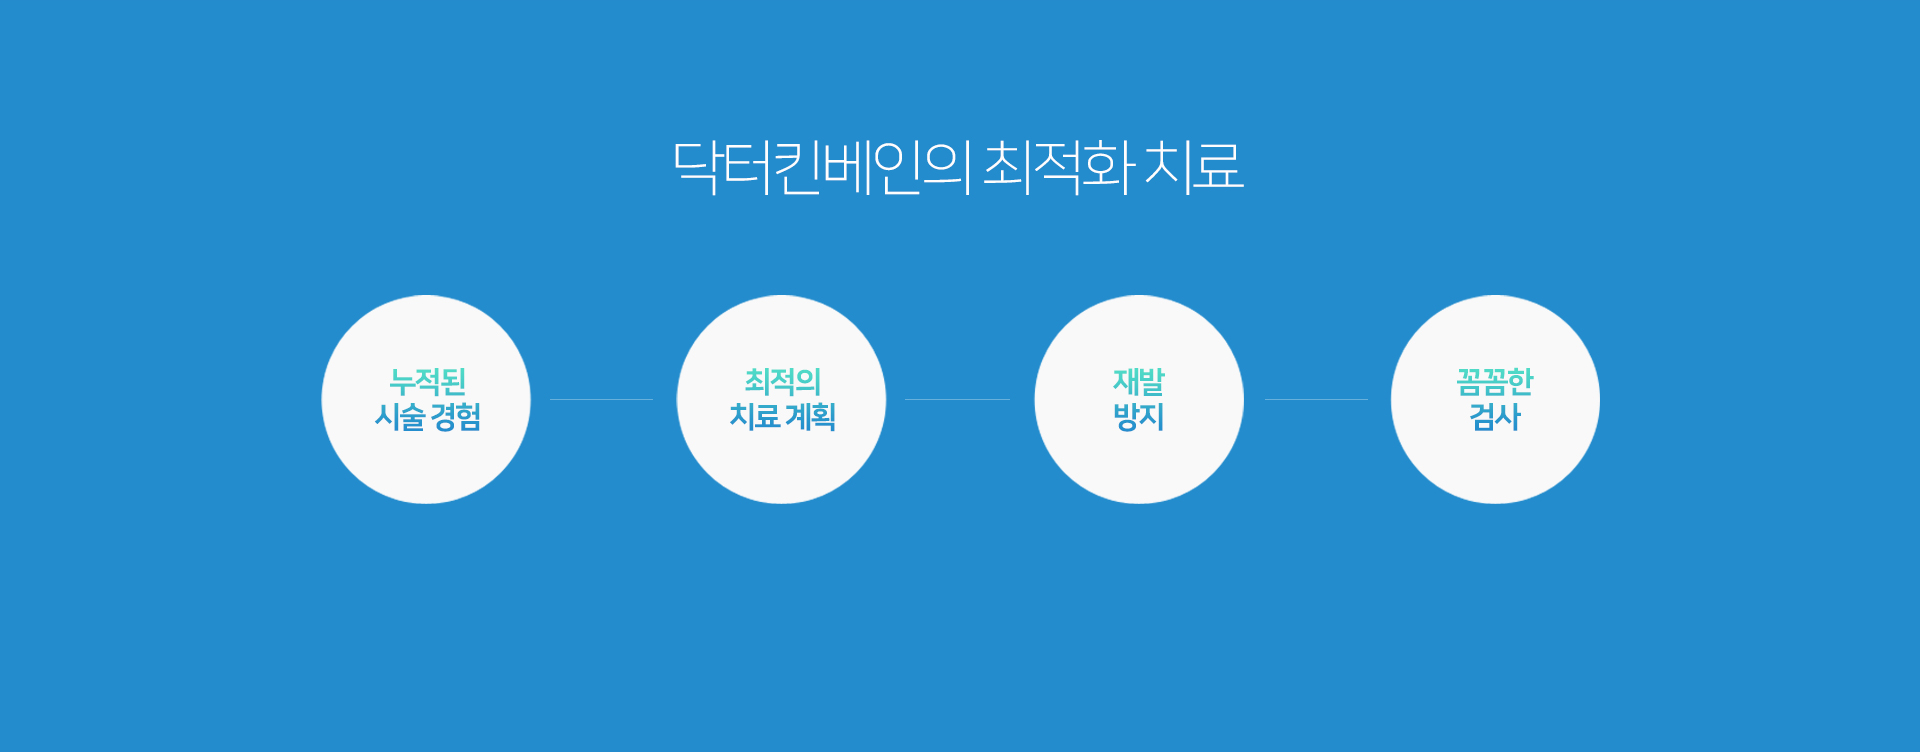 닥터킨베인의 최적화 치료
누적된
시술 경험
최적의
치료 계획
재발
방지
꼼꼼한
검사